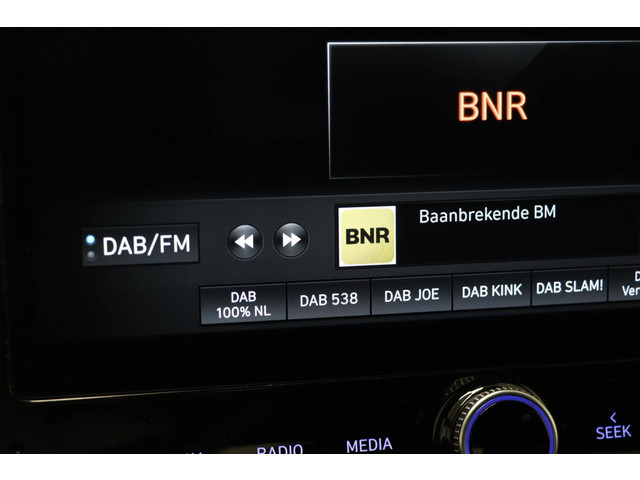 BNR
DAB/FM
BNR
Baanbrekende BM
DAB
100% NL
DAB 538
DAB JOE
DAB KINK
DAB SLAM!
RADIO
MEDIA
SEEK